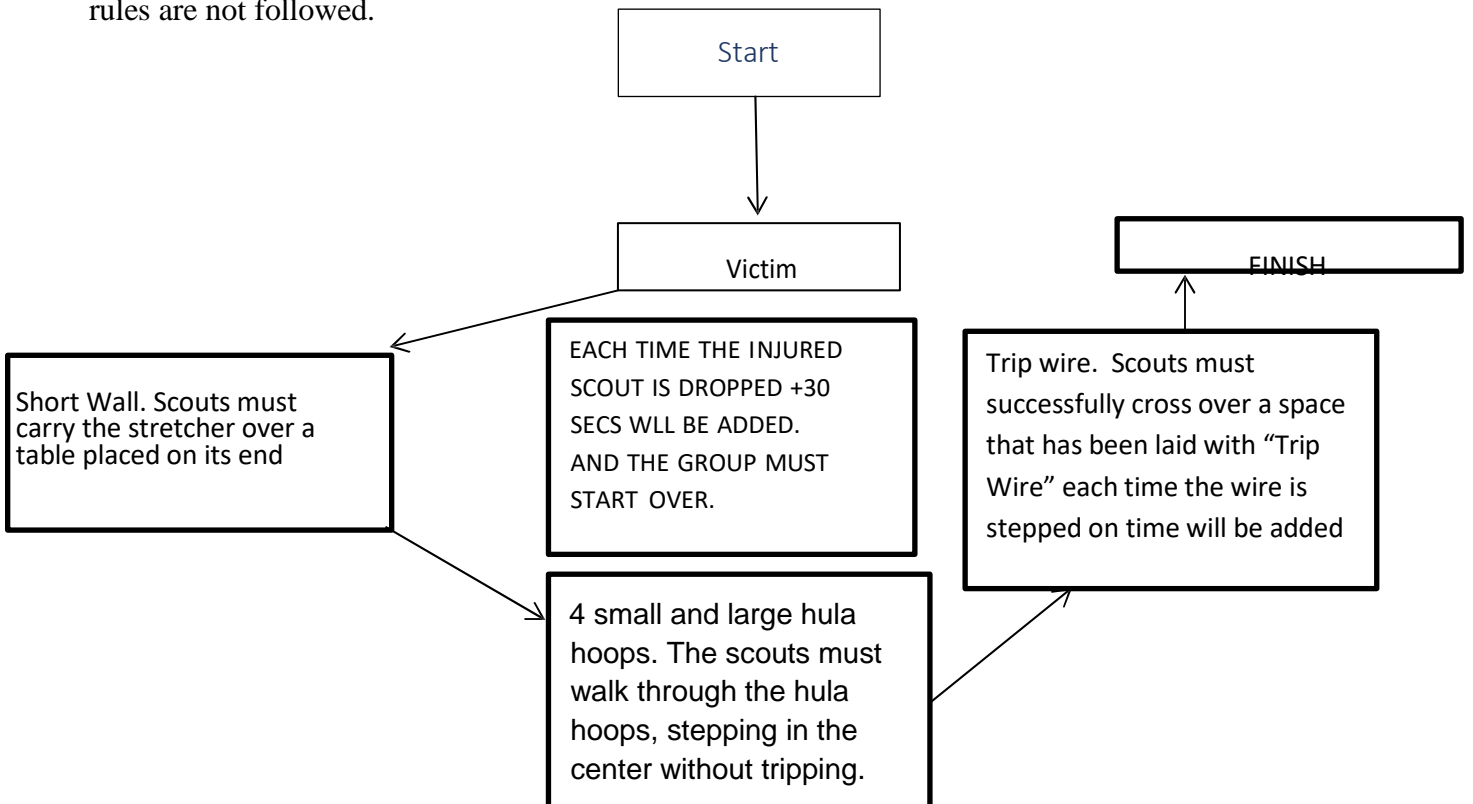 rules are not followed.
Start
Victim
FINISH
Short Wall. Scouts must
carry the stretcher over a
table placed on its end
EACH TIME THE INJURED
SCOUT IS DROPPED +30
SECS WLL BE ADDED.
AND THE GROUP MUST
START OVER.
Trip wire. Scouts must
successfully cross over a space
that has been laid with “Trip
Wire” each time the wire is
stepped on time will be added
4 small and large hula
hoops. The scouts must
walk through the hula
hoops, stepping in the
center without tripping.